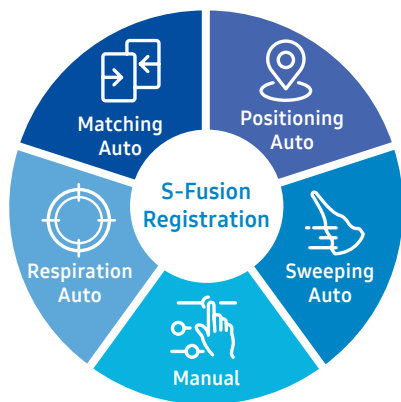 Matching
Auto
Positioning
Auto
S-Fusion
Registration
Respiration
Auto
Sweeping
Auto
Manual